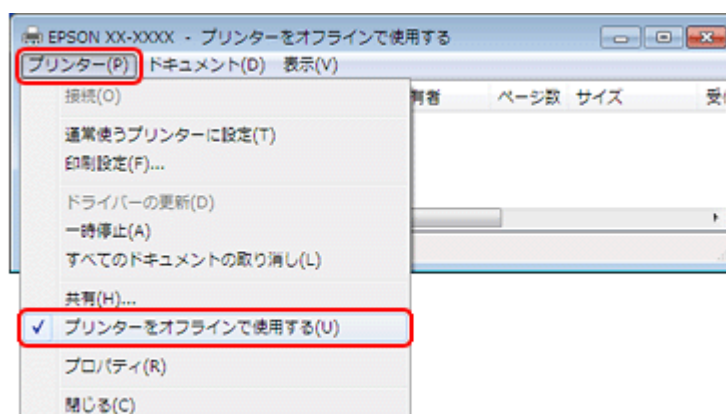 EPSON XX-XXXX - プリンターをオフラインで使用する
プリンター(P) ドキュメント(D) 表示(V)
接続(O)
有者 ページ数 サイズ 受
通常使うプリンターに設定(T)
印刷設定(F)...
ドライバーの更新(D)
一時停止(A)
すべてのドキュメントの取り消し(L)
共有(H)...
プリンターをオフラインで使用する(U)
プロパティ(R)
閉じる(C)